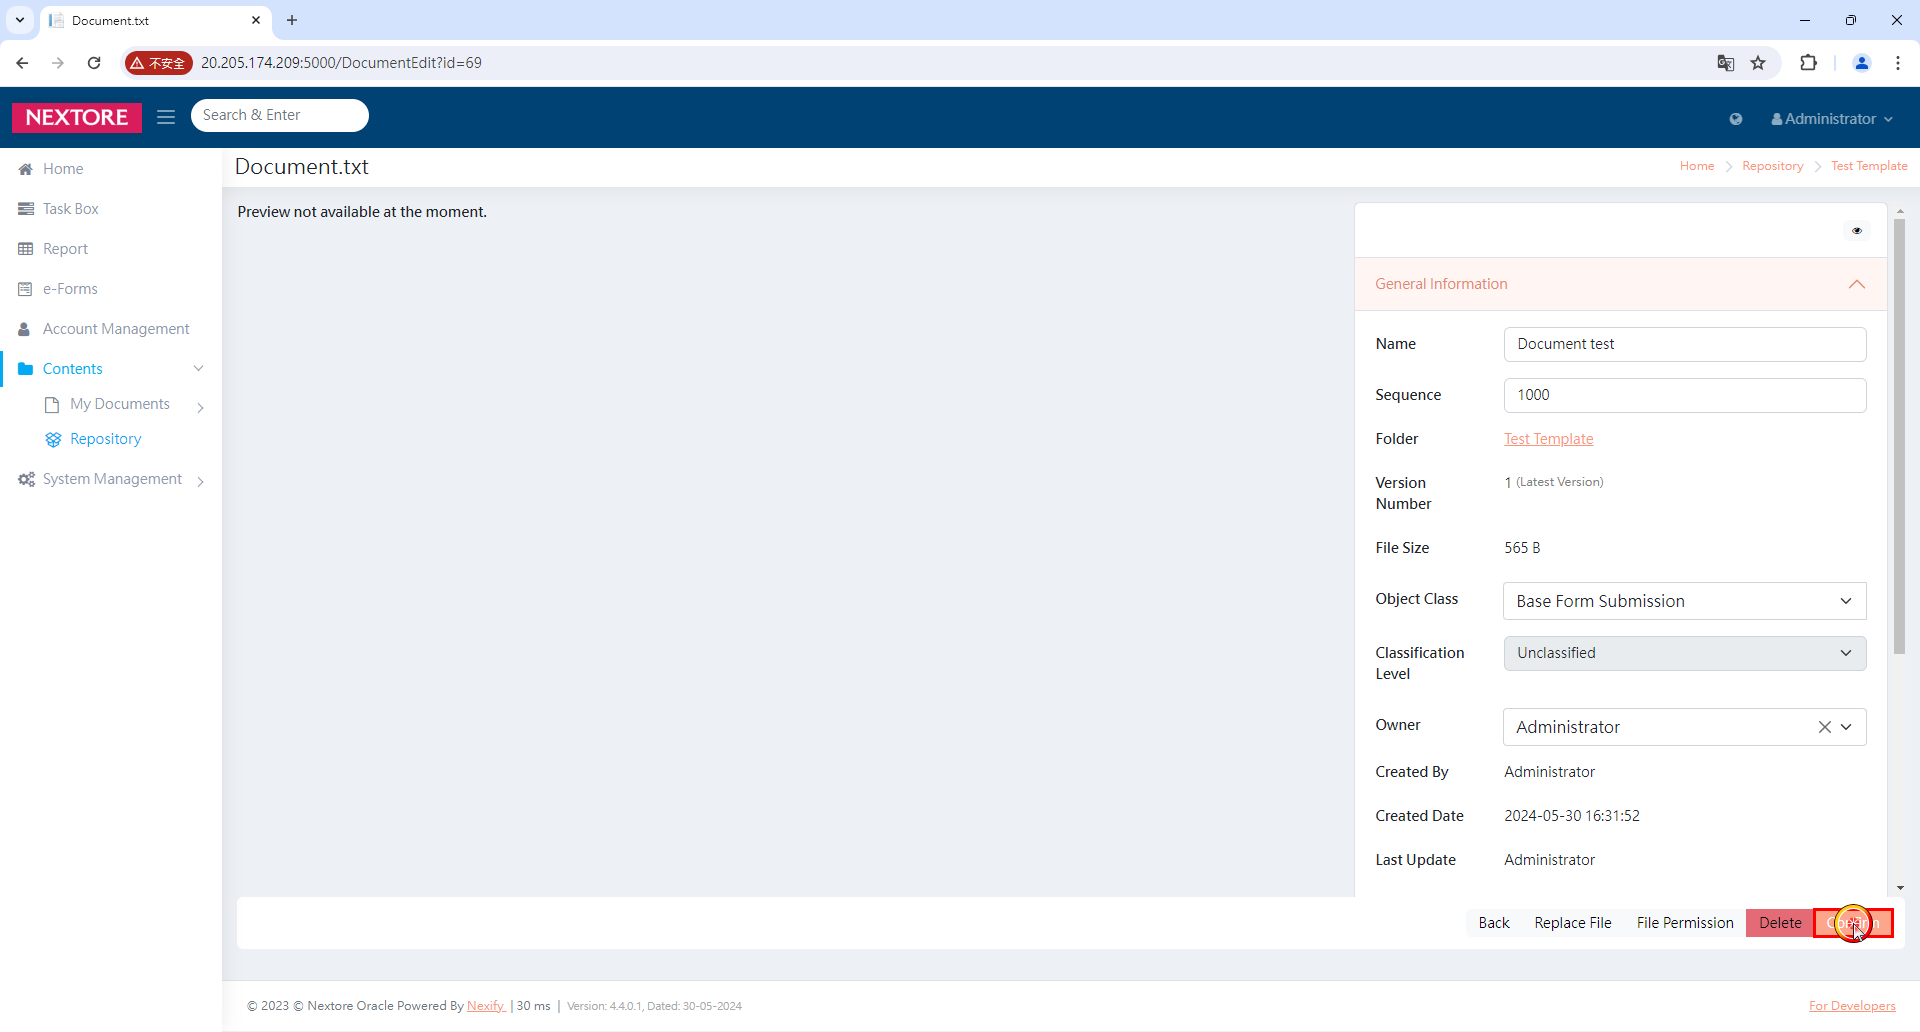 Document.txt
不安全
20.205.174.209:5000/DocumentEdit?id=69
NEXTORE
Search & Enter
Administrator
Home
Task Box
Report
e-Forms
Account Management
Contents
My Documents
Repository
System Management
Document.txt
Home
Repository
Test Template
Preview not available at the moment.
General Information
Name
Document test
Sequence
1000
Folder
Test Template
Version
Number
1 (Latest Version)
File Size
565 B
Object Class
Base Form Submission
Classification
Level
Unclassified
Owner
Administrator
Created By
Administrator
Created Date
2024-05-30 16:31:52
Last Update
Administrator
Back
Replace File
File Permission
Delete
© 2023 © Nextore Oracle Powered By Nexify | 30 ms | Version: 4.4.0.1, Dated: 30-05-2024
For Developers